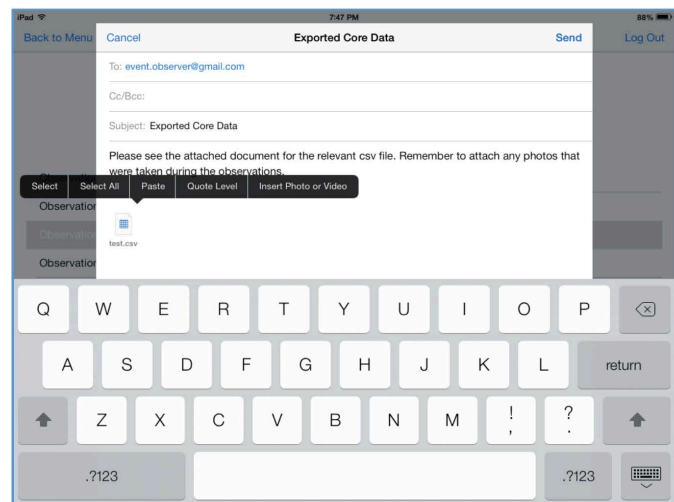 iPad 7:47 PM 88%
Back to Menu Cancel Exported Core Data Send Log Out
To: event.observer@gmail.com
Cc/Bcc:
Subject: Exported Core Data
Please see the attached document for the relevant csv file. Remember to attach any photos that
were taken during the observations.
Select Select All Paste Quote Level Insert Photo or Video
Observation
Observation
test.csv
Observation
Q W E R T Y U I O P
A S D F G H J K L return
Z X C V B N M ! , ? .
.?123 .?123